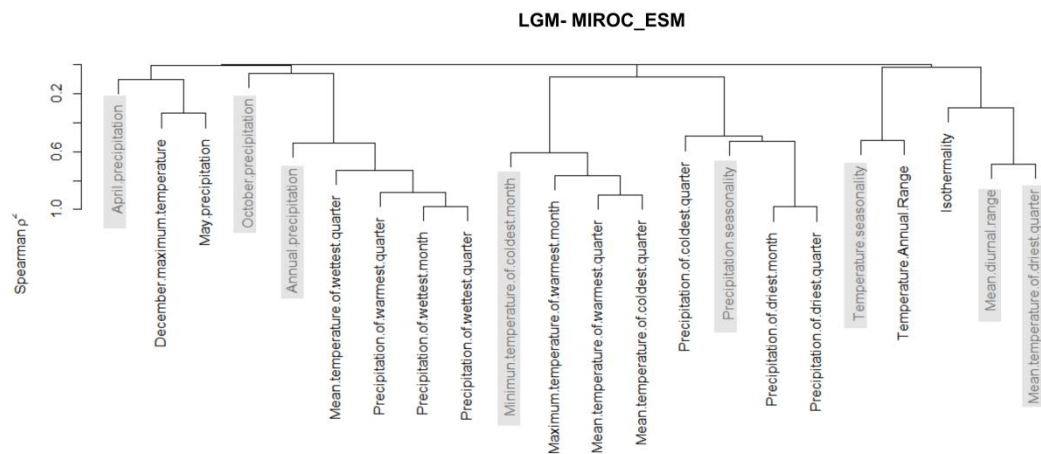 LGM- MIROC_ESM
Spearman ρ²
0.2
0.6
1.0
April.precipitation
December.maximum.temperature
May.precipitation
October.precipitation
Annual.precipitation
Mean.temperature.of.wettest.quarter
Precipitation.of.warmest.quarter
Precipitation.of.wettest.month
Precipitation.of.wettest.quarter
Minimun.temperature.of.coldest.month
Maximum.temperature.of.warmest.month
Mean.temperature.of.warmest.quarter
Mean.temperature.of.coldest.quarter
Precipitation.of.coldest.quarter
Precipitation.seasonality
Precipitation.of.driest.month
Precipitation.of.driest.quarter
Temperature.seasonality
Temperature.Annual.Range
Isothermality
Mean.diurnal.range
Mean.temperature.of.driest.quarter